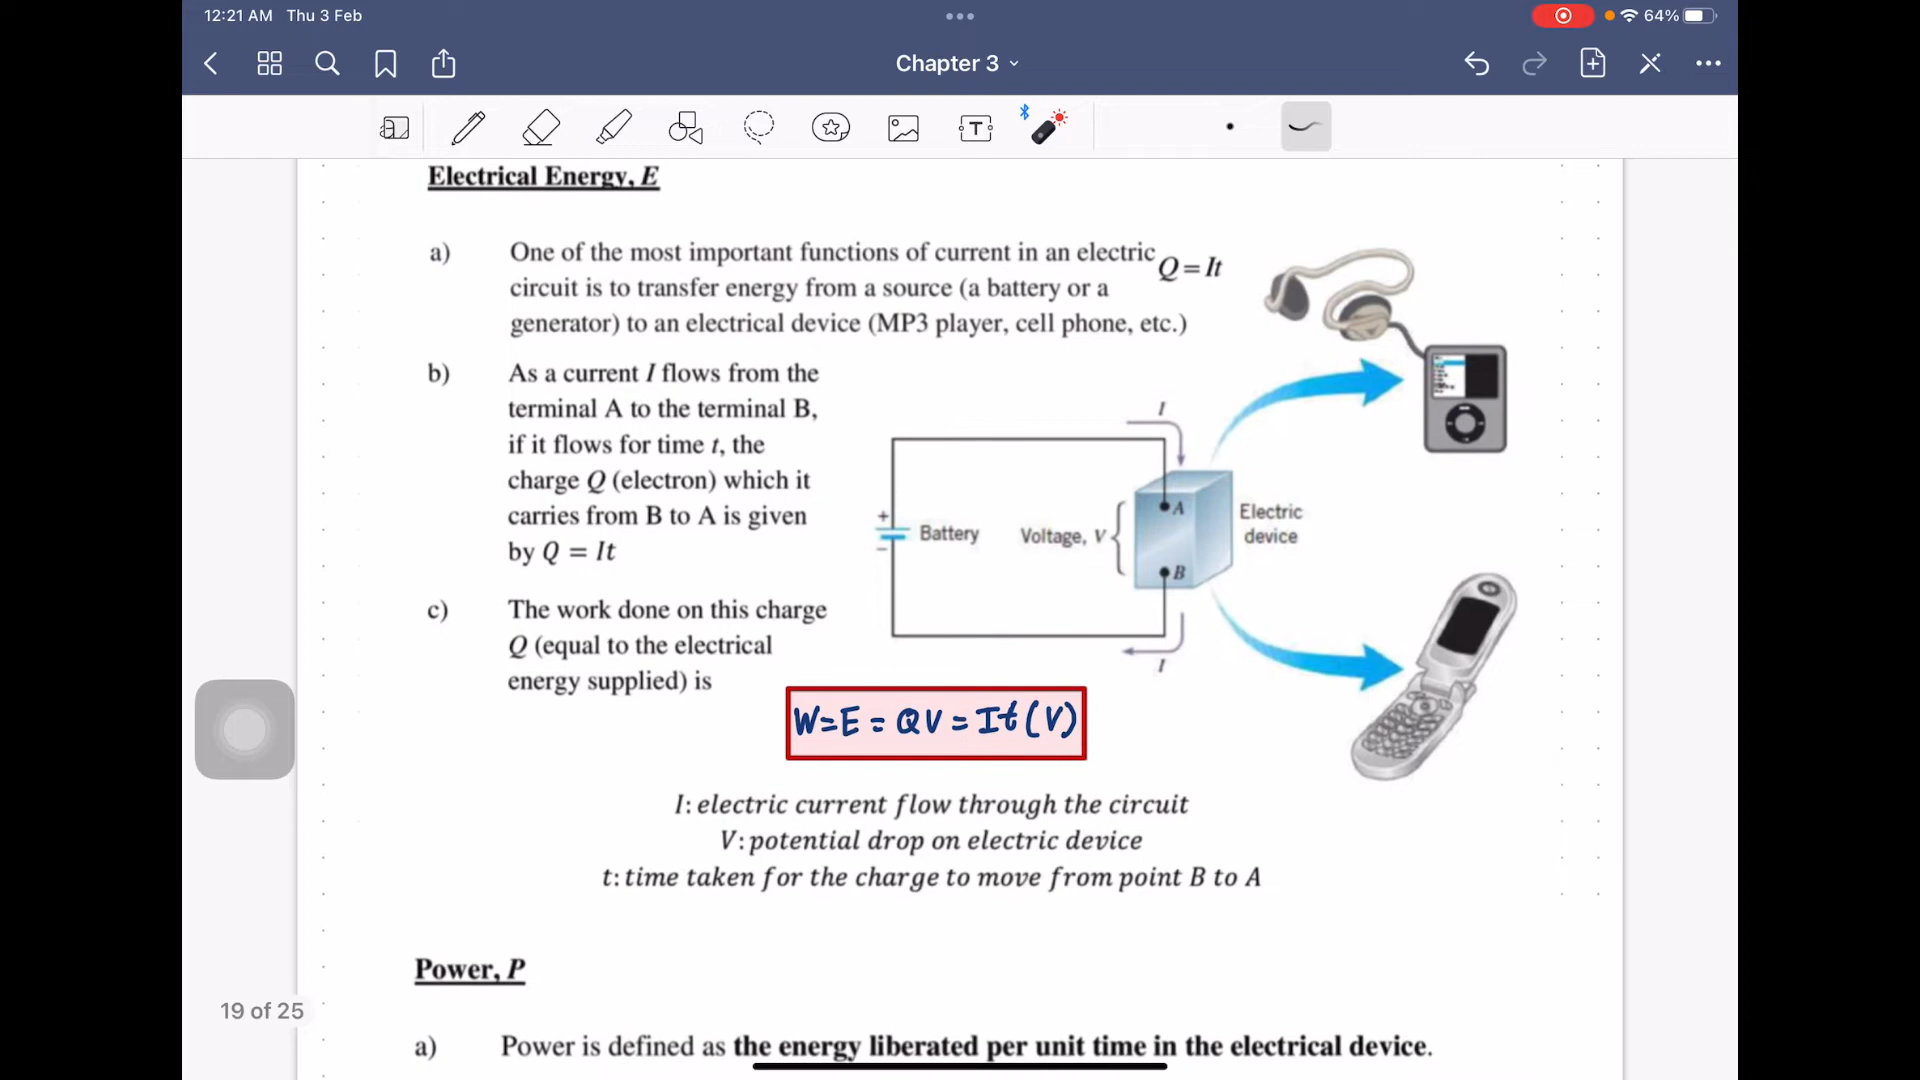 12:21 AM Thu 3 Feb
64%
Chapter 3
T
Electrical Energy, E
a) One of the most important functions of current in an electric
circuit is to transfer energy from a source (a battery or a
generator) to an electrical device (MP3 player, cell phone, etc.)
Q = It
b) As a current I flows from the
terminal A to the terminal B,
if it flows for time t, the
charge Q (electron) which it
carries from B to A is given
by Q = It
c) The work done on this charge
Q (equal to the electrical
energy supplied) is
I
+
−
Battery
Voltage, V
A
B
Electric
device
I
W=E = QV = It(V)
I: electric current flow through the circuit
V: potential drop on electric device
t: time taken for the charge to move from point B to A
Power, P
19 of 25
a) Power is defined as the energy liberated per unit time in the electrical device.